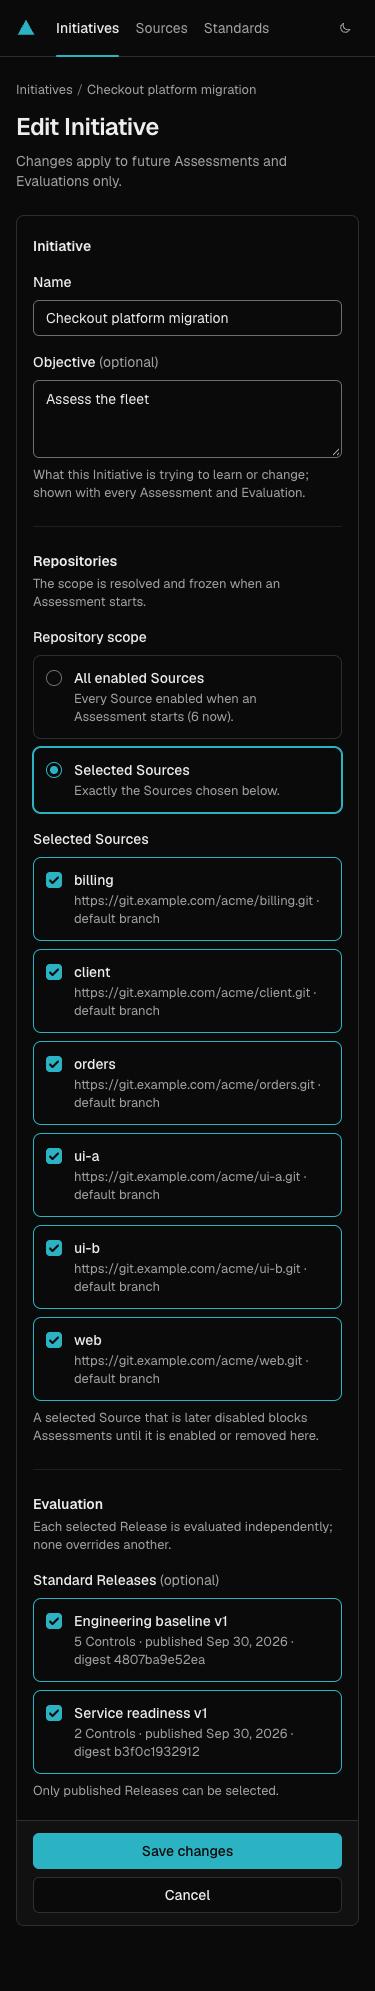 Initiatives Sources Standards
Initiatives / Checkout platform migration
Edit Initiative
Changes apply to future Assessments and
Evaluations only.
Initiative
Name
Checkout platform migration
Objective (optional)
Assess the fleet
What this Initiative is trying to learn or change;
shown with every Assessment and Evaluation.
Repositories
The scope is resolved and frozen when an
Assessment starts.
Repository scope
All enabled Sources
Every Source enabled when an
Assessment starts (6 now).
Selected Sources
Exactly the Sources chosen below.
Selected Sources
billing
https://git.example.com/acme/billing.git ·
default branch
client
https://git.example.com/acme/client.git ·
default branch
orders
https://git.example.com/acme/orders.git ·
default branch
ui-a
https://git.example.com/acme/ui-a.git ·
default branch
ui-b
https://git.example.com/acme/ui-b.git ·
default branch
web
https://git.example.com/acme/web.git ·
default branch
A selected Source that is later disabled blocks
Assessments until it is enabled or removed here.
Evaluation
Each selected Release is evaluated independently;
none overrides another.
Standard Releases (optional)
Engineering baseline v1
5 Controls · published Sep 30, 2026 ·
digest 4807ba9e52ea
Service readiness v1
2 Controls · published Sep 30, 2026 ·
digest b3f0c1932912
Only published Releases can be selected.
Save changes
Cancel